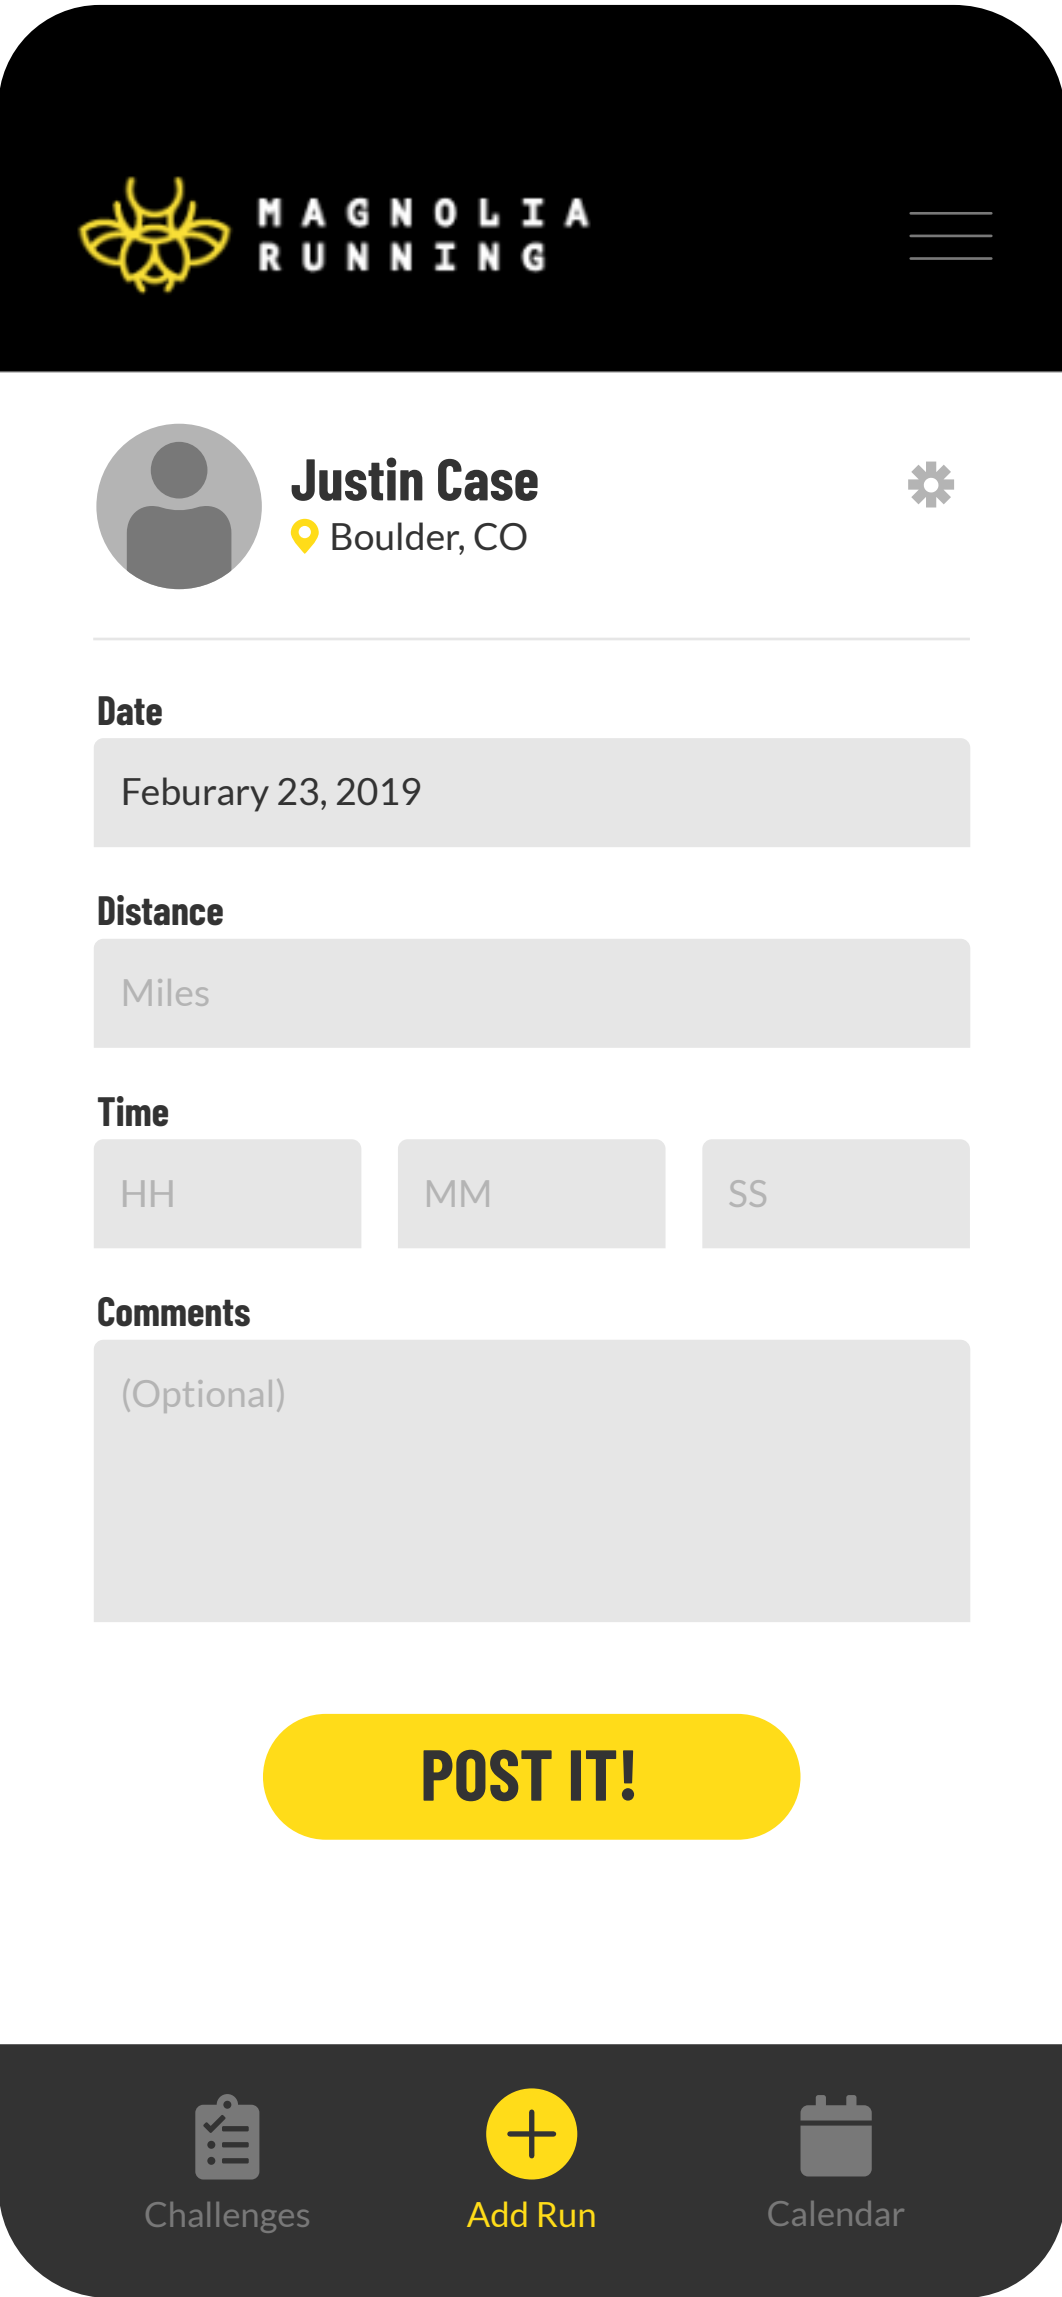 MAGNOLIA
RUNNING
Justin Case
Boulder, CO
Date
Feburary 23, 2019
Distance
Miles
Time
HH MM SS
Comments
(Optional)
POST IT!
Challenges Add Run Calendar